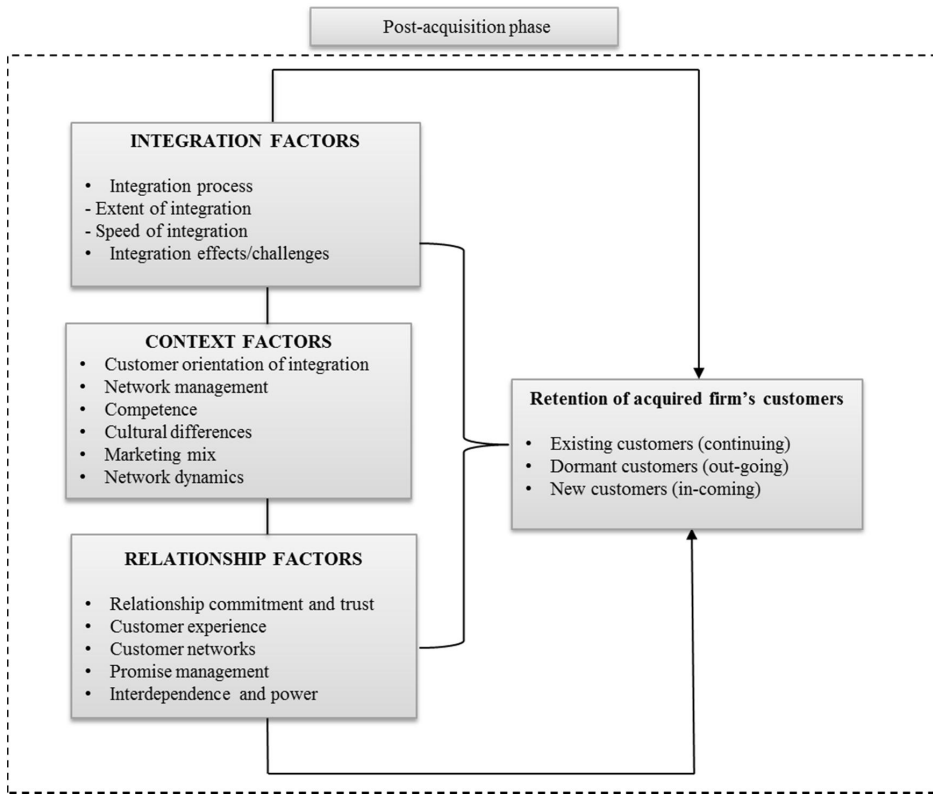 Post-acquisition phase
INTEGRATION FACTORS
• Integration process
- Extent of integration
- Speed of integration
• Integration effects/challenges
CONTEXT FACTORS
• Customer orientation of integration
• Network management
• Competence
• Cultural differences
• Marketing mix
• Network dynamics
RELATIONSHIP FACTORS
• Relationship commitment and trust
• Customer experience
• Customer networks
• Promise management
• Interdependence and power
Retention of acquired firm’s customers
• Existing customers (continuing)
• Dormant customers (out-going)
• New customers (in-coming)